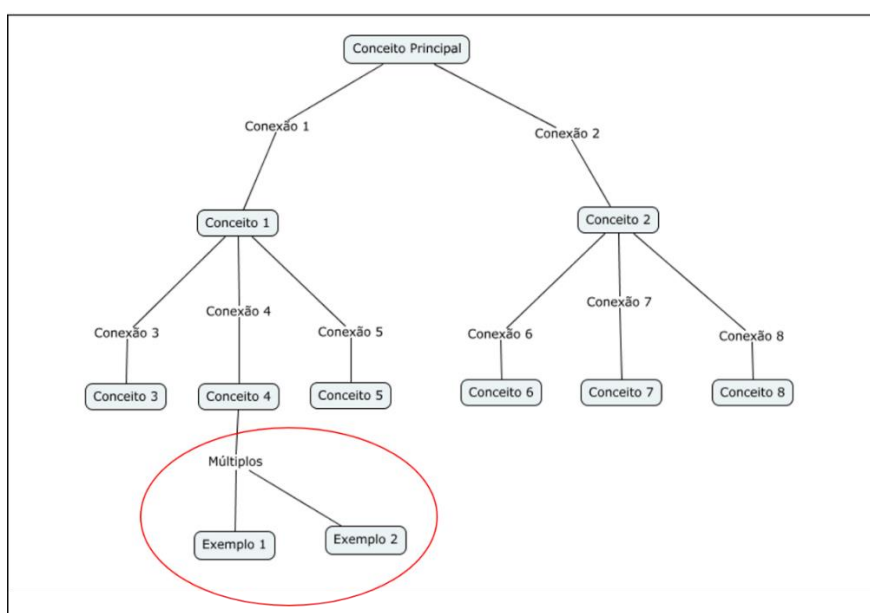 Conceito Principal
Conexão 1
Conexão 2
Conceito 1
Conceito 2
Conexão 3
Conexão 4
Conexão 5
Conexão 6
Conexão 7
Conexão 8
Conceito 3
Conceito 4
Conceito 5
Conceito 6
Conceito 7
Conceito 8
Múltiplos
Exemplo 1
Exemplo 2